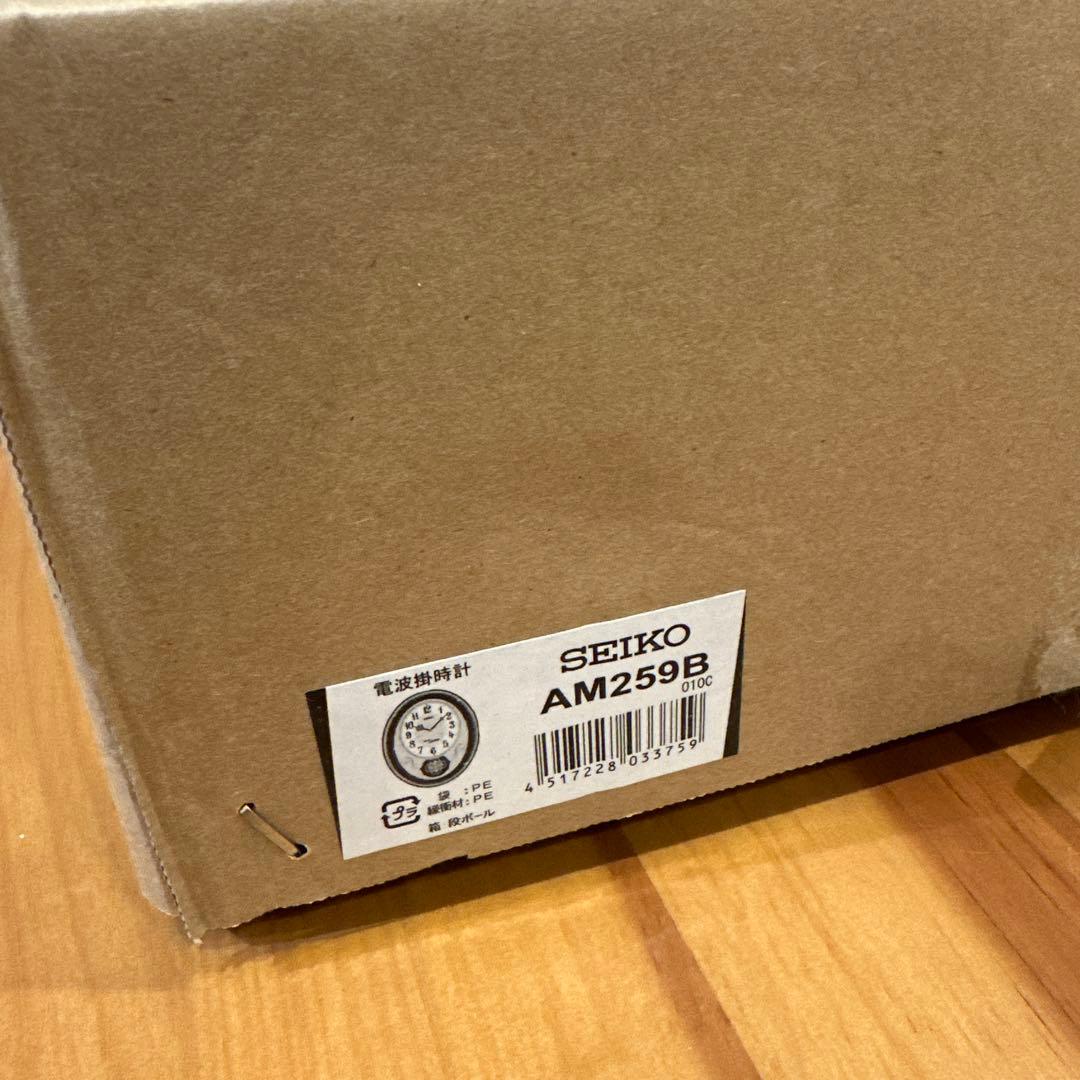 電波掛時計
SEIKO
AM259B
010C
4 517228 033759
プラ
袋 :PE
緩衝材:PE
箱:段ボール